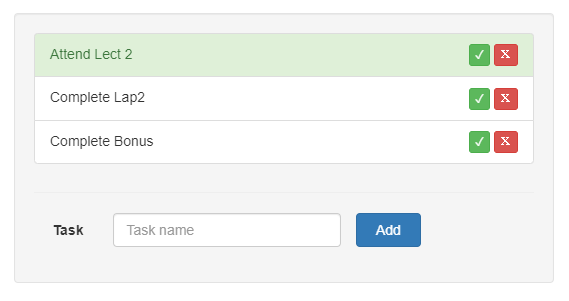 Attend Lect 2 ✓ X
Complete Lap2 ✓ X
Complete Bonus ✓ X
Task Task name Add